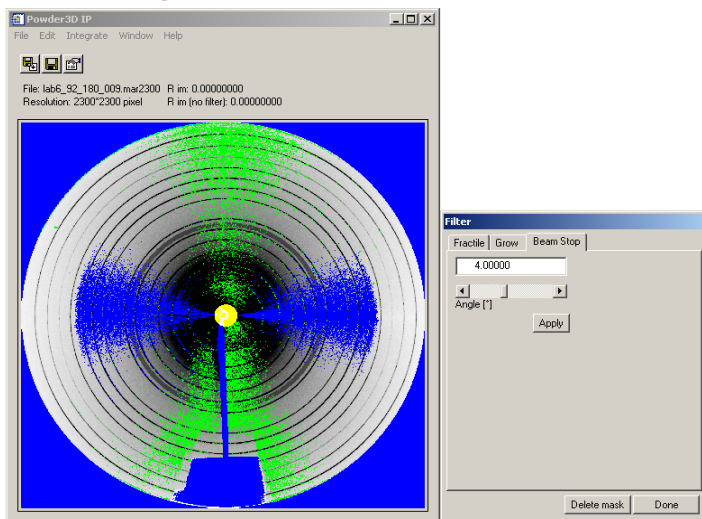 Powder3D IP
File Edit Integrate Window Help
File: lab6_92_180_009.mar2300 R im: 0.00000000
Resolution: 2300*2300 pixel R im (no filter): 0.00000000
Filter
Fractile Grow Beam Stop
4.00000
Angle [°]
Apply
Delete mask Done